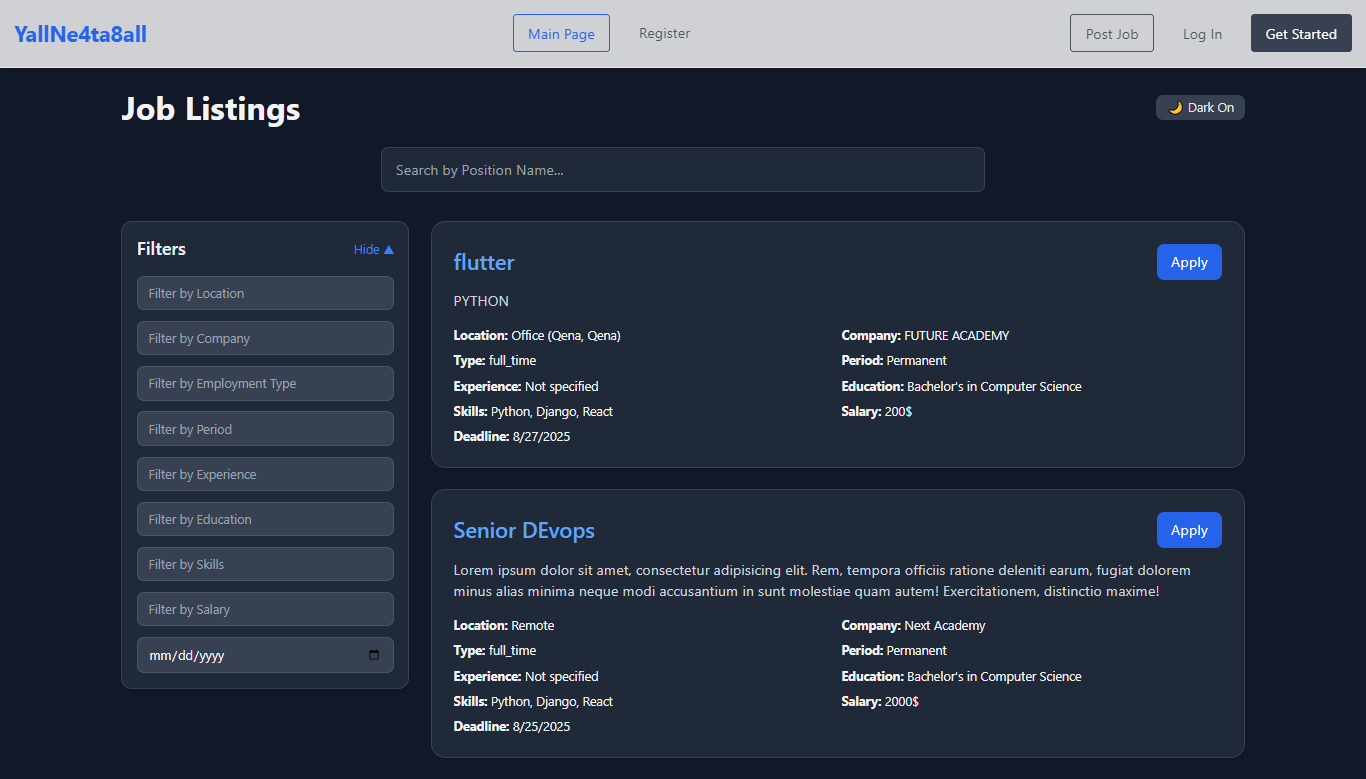 YallNe4ta8all
Main Page
Register
Post Job
Log In
Get Started
Job Listings
🌙 Dark On
Search by Position Name...
Filters
Hide ▲
Filter by Location
Filter by Company
Filter by Employment Type
Filter by Period
Filter by Experience
Filter by Education
Filter by Skills
Filter by Salary
mm/dd/yyyy
flutter
Apply
PYTHON
Location: Office (Qena, Qena)
Company: FUTURE ACADEMY
Type: full_time
Period: Permanent
Experience: Not specified
Education: Bachelor's in Computer Science
Skills: Python, Django, React
Salary: 200$
Deadline: 8/27/2025
Senior DEvops
Apply
Lorem ipsum dolor sit amet, consectetur adipisicing elit. Rem, tempora officiis ratione deleniti earum, fugiat dolorem
minus alias minima neque modi accusantium in sunt molestiae quam autem! Exercitationem, distinctio maxime!
Location: Remote
Company: Next Academy
Type: full_time
Period: Permanent
Experience: Not specified
Education: Bachelor's in Computer Science
Skills: Python, Django, React
Salary: 2000$
Deadline: 8/25/2025